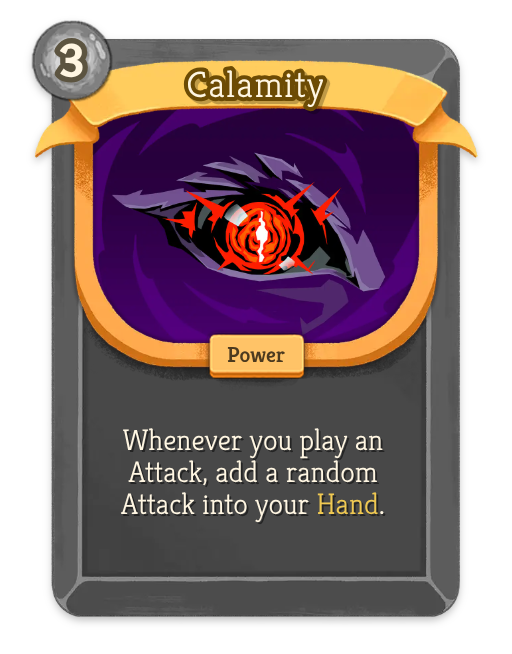 3
Calamity
Power
Whenever you play an
Attack, add a random
Attack into your Hand.